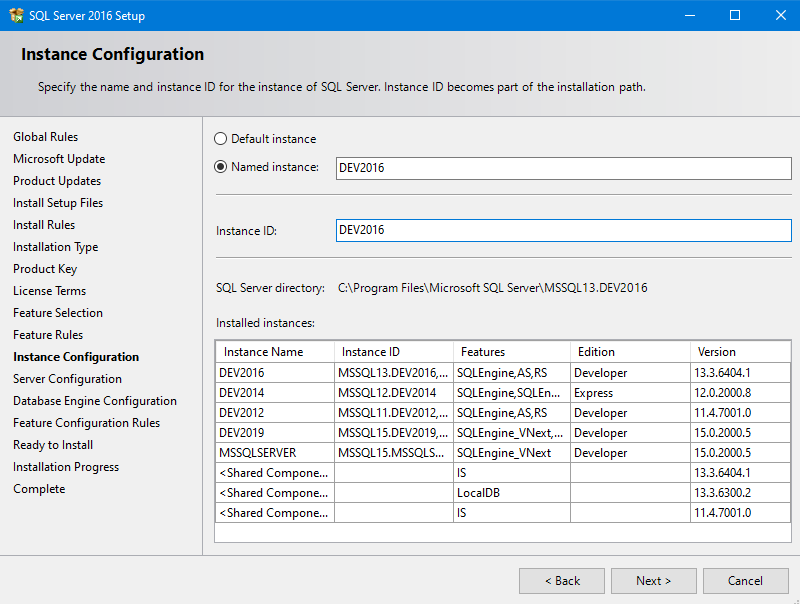 SQL Server 2016 Setup
Instance Configuration
Specify the name and instance ID for the instance of SQL Server. Instance ID becomes part of the installation path.
Global Rules
Microsoft Update
Product Updates
Install Setup Files
Install Rules
Installation Type
Product Key
License Terms
Feature Selection
Feature Rules
Instance Configuration
Server Configuration
Database Engine Configuration
Feature Configuration Rules
Ready to Install
Installation Progress
Complete
Default instance
Named instance: DEV2016
Instance ID: DEV2016
SQL Server directory: C:\Program Files\Microsoft SQL Server\MSSQL13.DEV2016
Installed instances:
Instance Name Instance ID Features Edition Version
DEV2016 MSSQL13.DEV2016,... SQLEngine,AS,RS Developer 13.3.6404.1
DEV2014 MSSQL12.DEV2014 SQLEngine,SQLEn... Express 12.0.2000.8
DEV2012 MSSQL11.DEV2012,... SQLEngine,AS,RS Developer 11.4.7001.0
DEV2019 MSSQL15.DEV2019,... SQLEngine_VNext,... Developer 15.0.2000.5
MSSQLSERVER MSSQL15.MSSQLS... SQLEngine_VNext Developer 15.0.2000.5
<Shared Compone... IS 13.3.6404.1
<Shared Compone... LocalDB 13.3.6300.2
<Shared Compone... IS 11.4.7001.0
< Back Next > Cancel